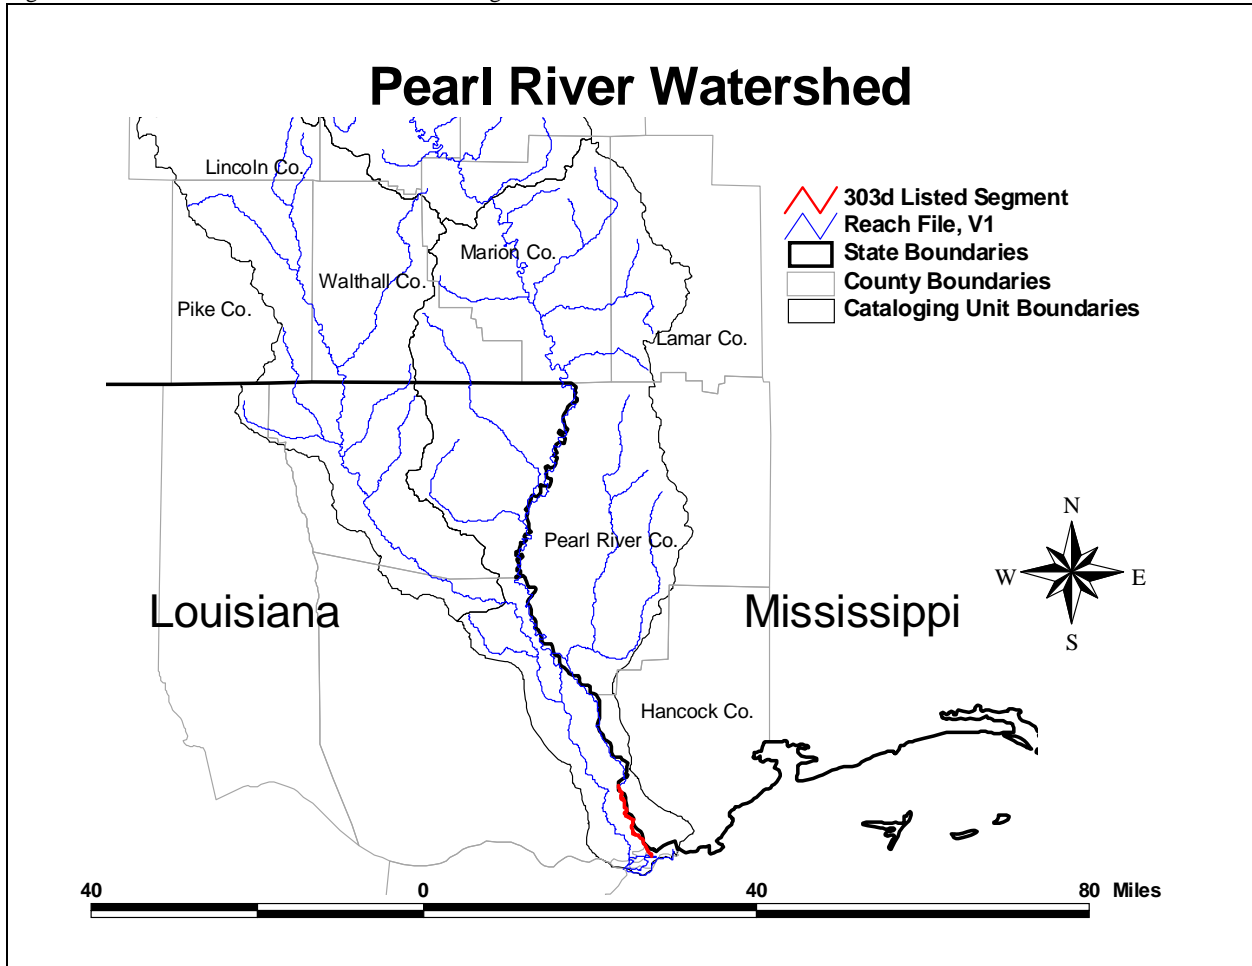 Pearl River Watershed
Lincoln Co.
303d Listed Segment
Reach File, V1
State Boundaries
County Boundaries
Cataloging Unit Boundaries
Marion Co.
Walthall Co.
Pike Co.
Lamar Co.
N
Pearl River Co.
W
E
Louisiana
Mississippi
S
Hancock Co.
40
0
40
80 Miles